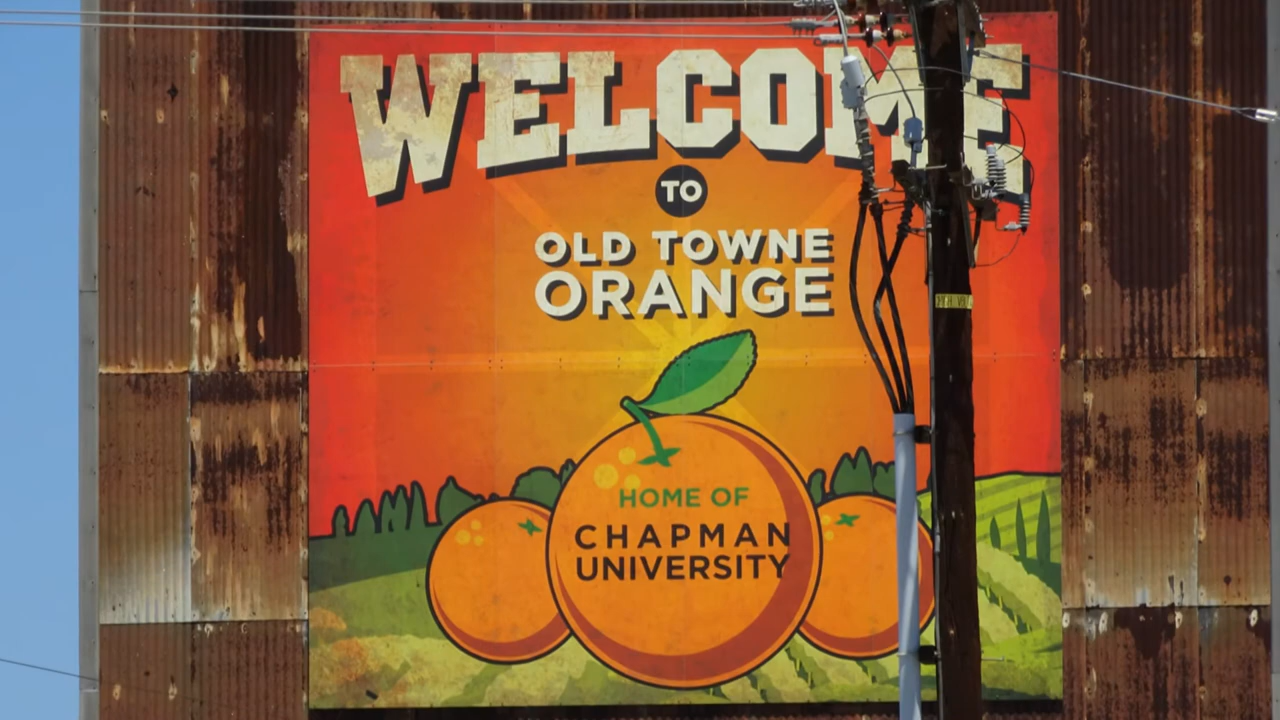 WELCOME
TO
OLD TOWNE
ORANGE
HOME OF
CHAPMAN
UNIVERSITY